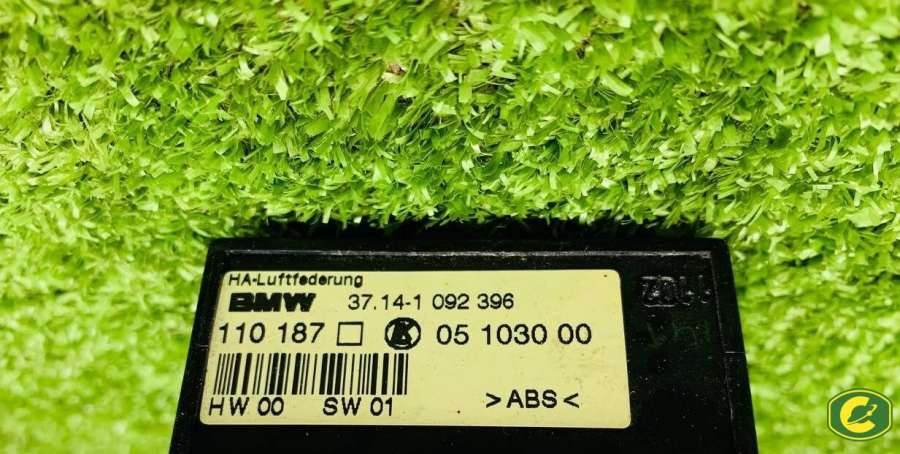 HA-Luftfederung
BMW 37.14-1 092 396
110 187 □ K 05 1030 00
HW 00 SW 01 >ABS<